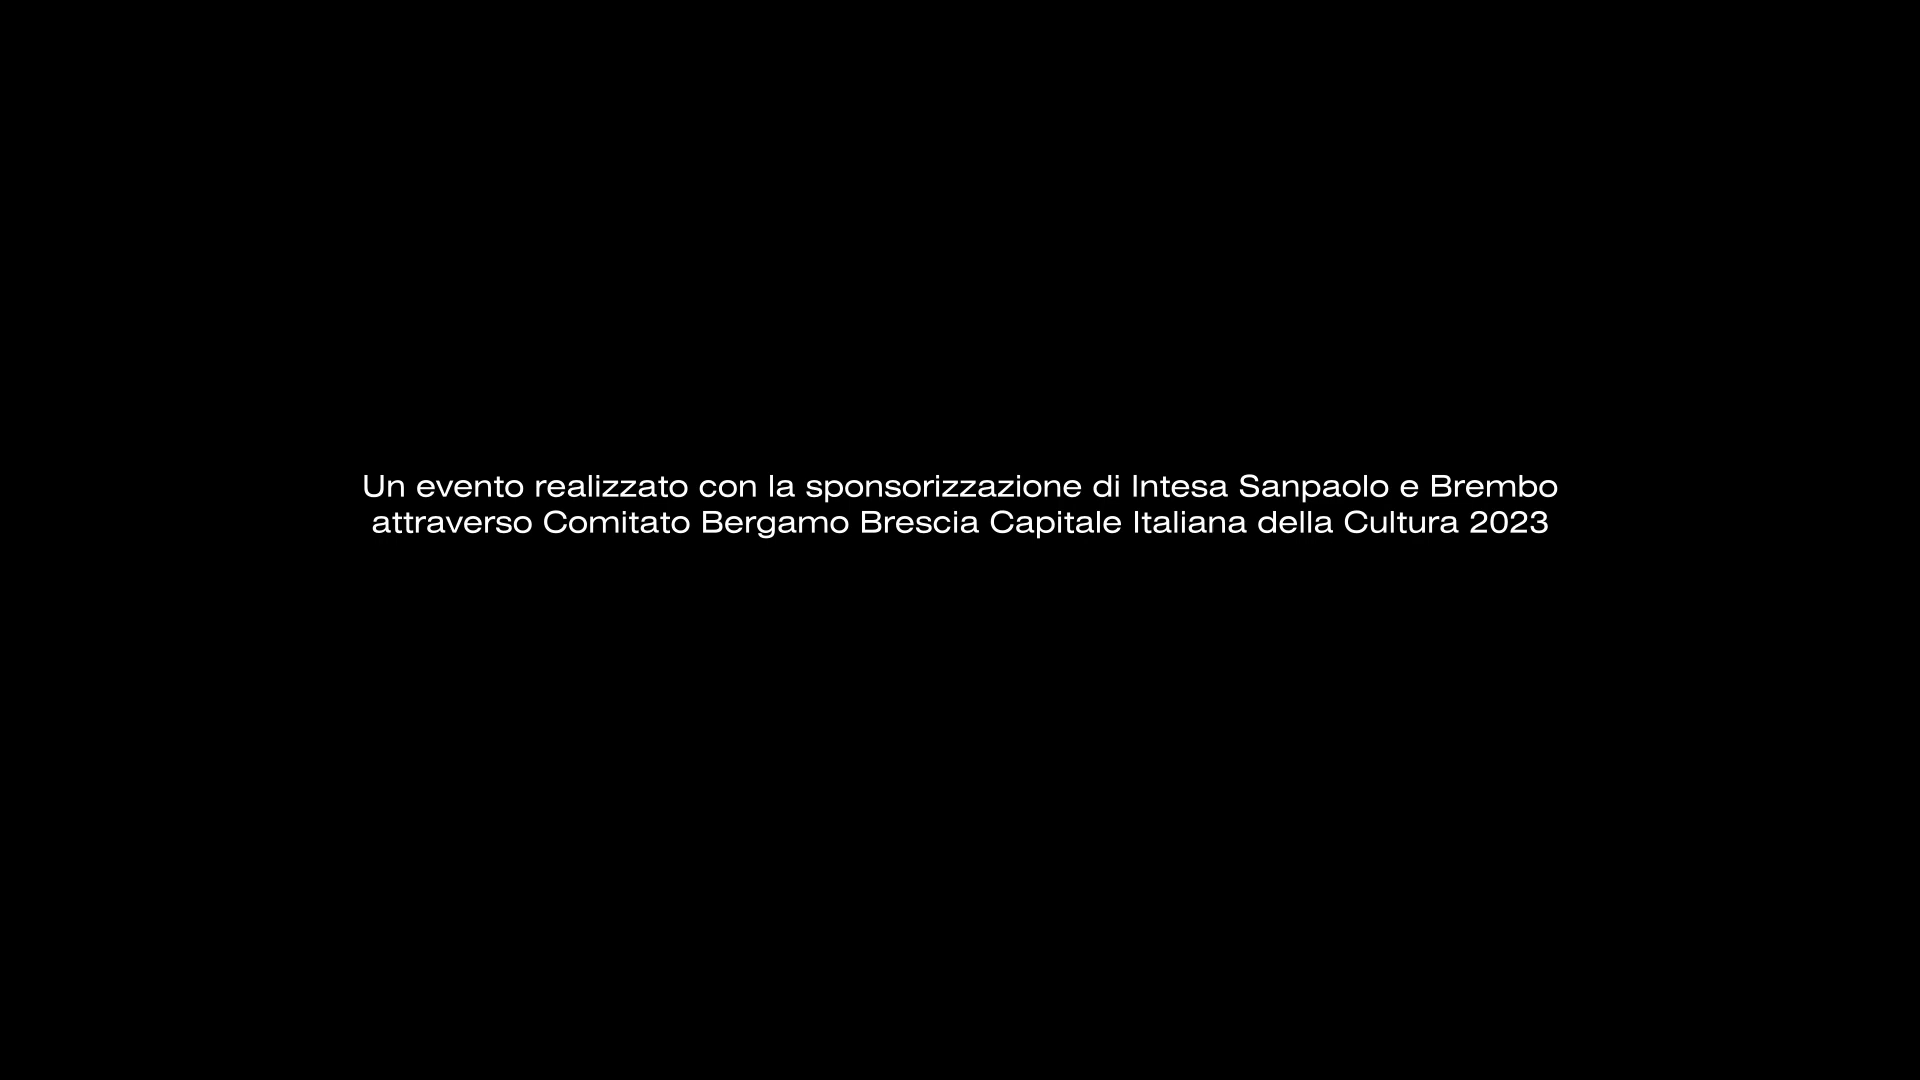 Un evento realizzato con la sponsorizzazione di Intesa Sanpaolo e Brembo
attraverso Comitato Bergamo Brescia Capitale Italiana della Cultura 2023